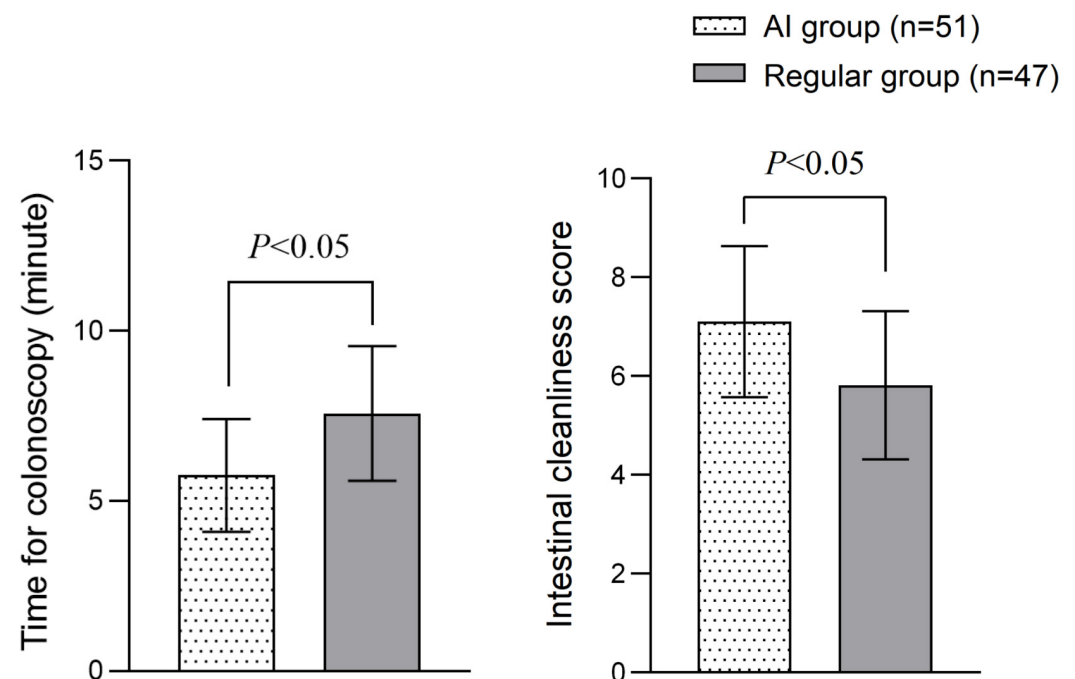 AI group (n=51)
Regular group (n=47)
Time for colonoscopy (minute)
15
10
5
0
P<0.05
Intestinal cleanliness score
10
8
6
4
2
0
P<0.05